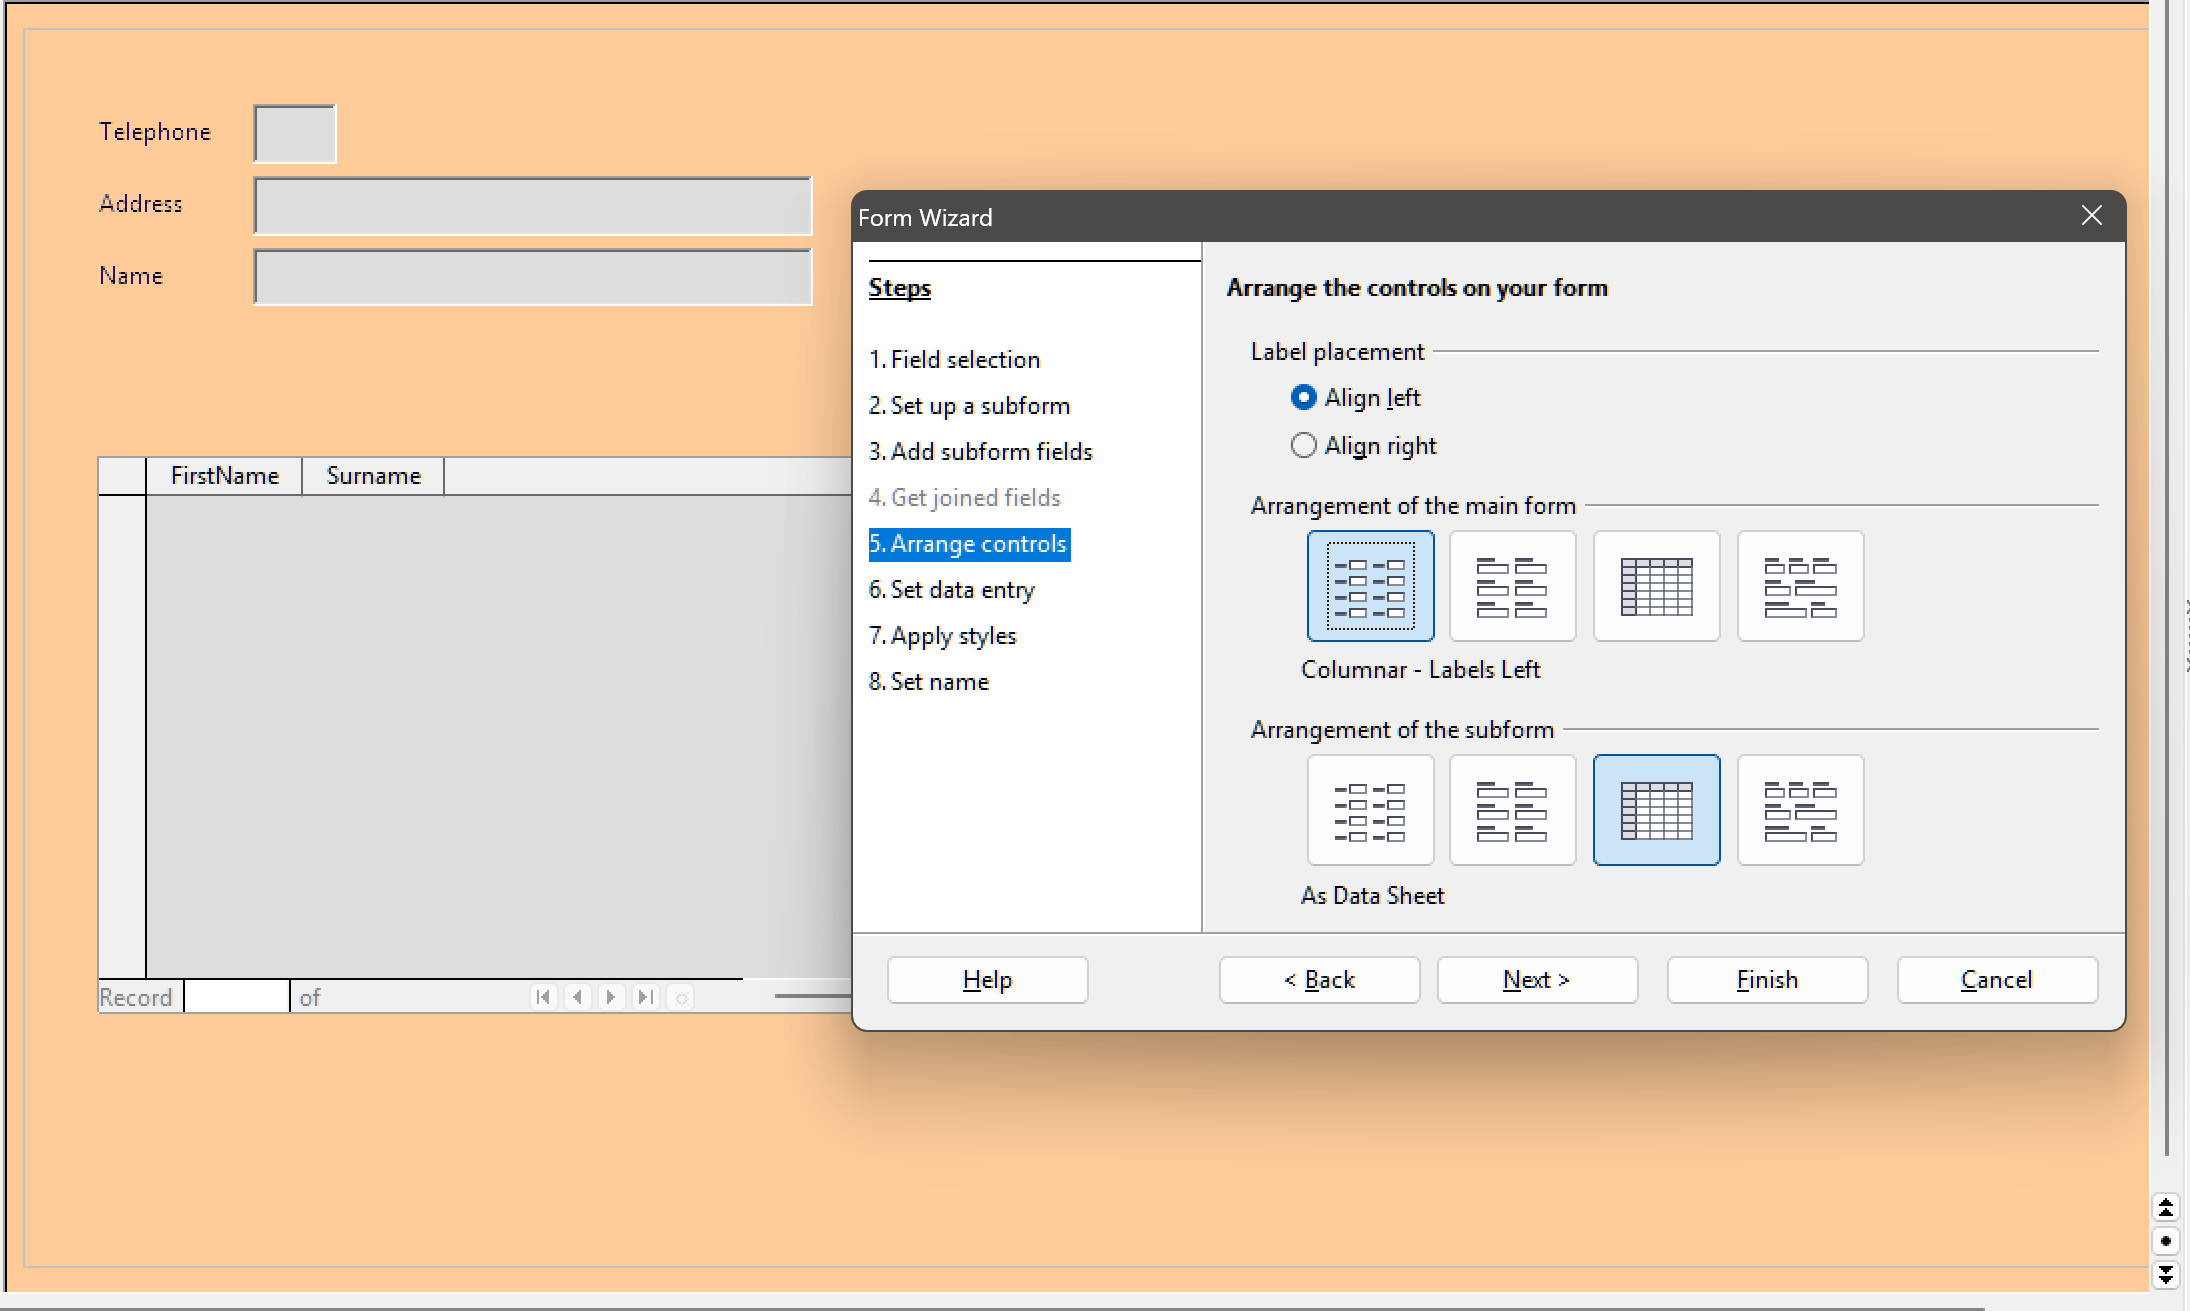 Telephone
Address
Name
FirstName Surname
Record of
Form Wizard
Steps
1. Field selection
2. Set up a subform
3. Add subform fields
4. Get joined fields
5. Arrange controls
6. Set data entry
7. Apply styles
8. Set name
Arrange the controls on your form
Label placement
Align left
Align right
Arrangement of the main form
Columnar - Labels Left
Arrangement of the subform
As Data Sheet
Help < Back Next > Finish Cancel